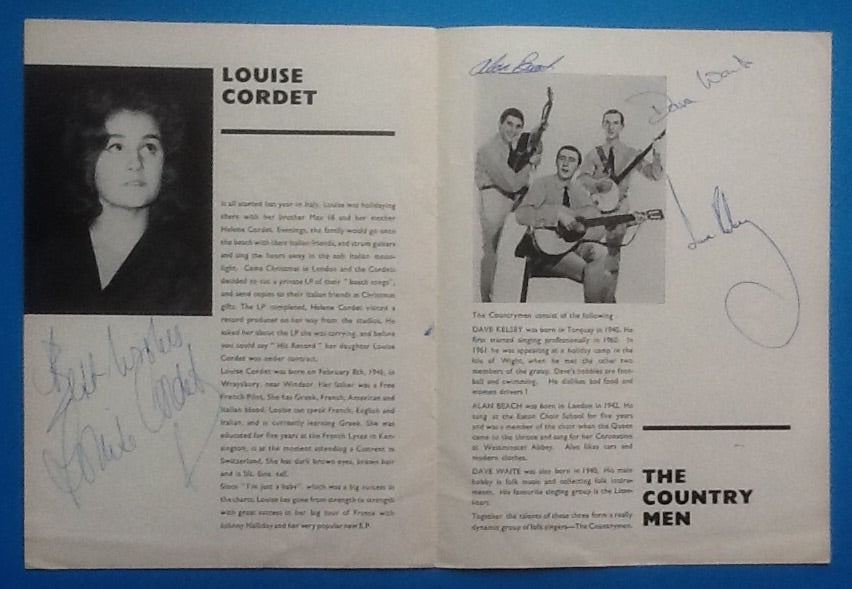 LOUISE
CORDET
It all started last year in Italy. Louise was holidaying
there with her brother Max 18 and her mother
Helene Cordet. Evenings, the family would go onto
the beach with their Italian friends, and strum guitars
and sing the hours away in the soft Italian moon-
light. Came Christmas in London and the Cordets
decided to cut a private LP of their " beach songs",
and send copies to their Italian friends as Christmas
gifts. The LP completed, Helene Cordet visited a
record producer on her way from the studios. He
asked her about the LP she was carrying, and before
you could say " Hit Record " her daughter Louise
Cordet was under contract.
Louise Cordet was born on February 8th, 1946, in
Wraysbury, near Windsor. Her father was a Free
French Pilot. She has Greek, French, American and
Italian blood. Louise can speak French, English and
Italian, and is currently learning Greek. She was
educated for five years at the French Lycee in Ken-
sington, is at the moment attending a Convent in
Switzerland. She has dark brown eyes, brown hair
and is 5ft. 5ins. tall.
Since " I'm just a baby", which was a big success in
the charts, Louise has gone from strength to strength
with great success in her big tour of France with
Johnny Halliday and her very popular new E.P.
Best Wishes
Louise Cordet
Alan Beach
Dave Waite
The Countrymen consist of the following
DAVE KELSEY was born in Torquay in 1940. He
first started singing professionally in 1960. In
1961 he was appearing at a holiday camp in the
Isle of Wight, when he met the other two
members of the group. Dave's hobbies are foot-
ball and swimming. He dislikes bad food and
women drivers !
ALAN BEACH was born in London in 1942. He
sang at the Eaton Choir School for five years
and was a member of the choir when the Queen
came to the throne and sang for her Coronation
at Westminster Abbey. Also likes cars and
modern clothes.
DAVE WAITE was also born in 1940. His main
hobby is folk music and collecting folk instru-
ments. His favourite singing group is the Lime-
liters.
Together the talents of these three form a really
dynamic group of folk singers—The Countrymen.
THE
COUNTRY
MEN